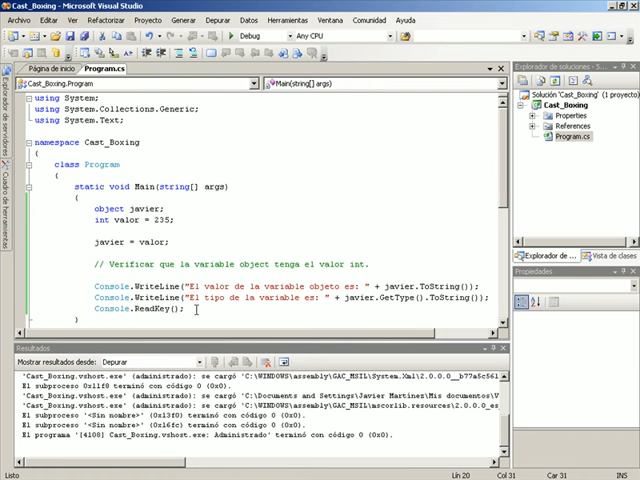 Cast_Boxing - Microsoft Visual Studio
Archivo Editar Ver Refactorizar Proyecto Generar Depurar Datos Herramientas Ventana Comunidad Ayuda
Debug Any CPU
Página de inicio Program.cs
Cast_Boxing.Program Main(string[] args)
using System;
using System.Collections.Generic;
using System.Text;
namespace Cast_Boxing
{
class Program
{
static void Main(string[] args)
{
object javier;
int valor = 235;
javier = valor;
// Verificar que la variable object tenga el valor int.
Console.WriteLine("El valor de la variable objeto es: " + javier.ToString());
Console.WriteLine("El tipo de la variable es: " + javier.GetType().ToString());
Console.ReadKey();
}
Explorador de servidores
Cuadro de herramientas
Explorador de soluciones - S...
Solución 'Cast_Boxing' (1 proyecto)
Cast_Boxing
Properties
References
Program.cs
Explorador de ... Vista de clases
Propiedades
Resultados
Mostrar resultados desde: Depurar
'Cast_Boxing.vshost.exe' (administrado): se cargó 'C:\WINDOWS\assembly\GAC_MSIL\System.Xml\2.0.0.0__b77a5c561
El subproceso 0x11f8 terminó con código 0 (0x0).
'Cast_Boxing.vshost.exe' (administrado): se cargó 'C:\Documents and Settings\Javier Martinez\Mis documentos\V
'Cast_Boxing.vshost.exe' (administrado): se cargó 'C:\WINDOWS\assembly\GAC_MSIL\mscorlib.resources\2.0.0.0_es
El subproceso '<Sin nombre>' (0x13f0) terminó con código 0 (0x0).
El subproceso '<Sin nombre>' (0x16fc) terminó con código 0 (0x0).
El programa '[4108] Cast_Boxing.vshost.exe: Administrado' terminó con código 0 (0x0).
Listo Lín 20 Col 31 Car 31 INS